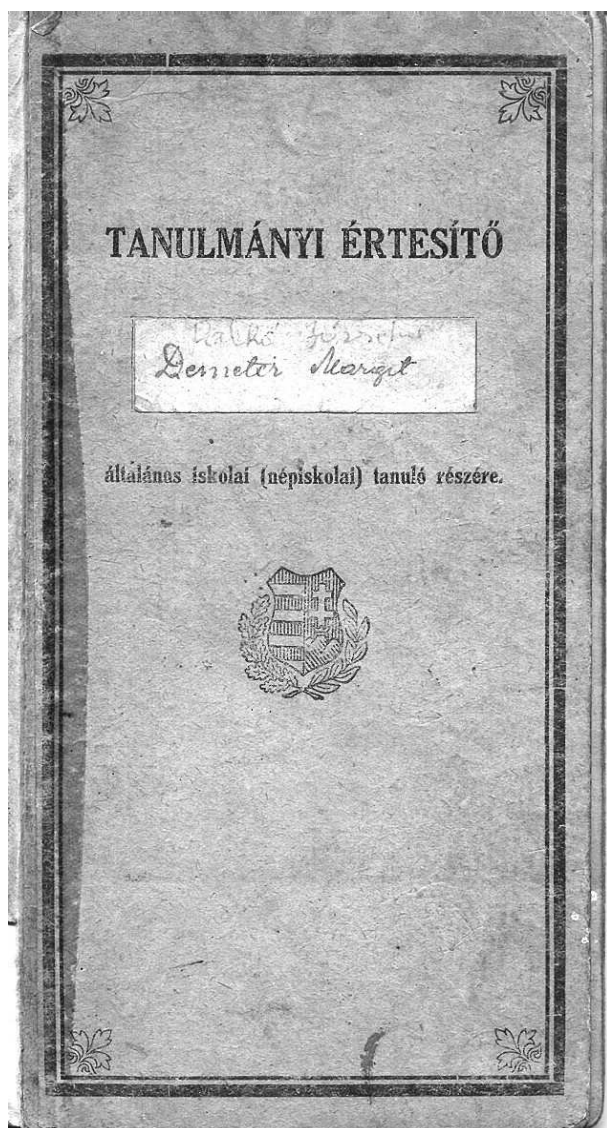 TANULMÁNYI ÉRTESÍTŐ
Demeter Margit
általános iskolai (népiskolai) tanuló részére.